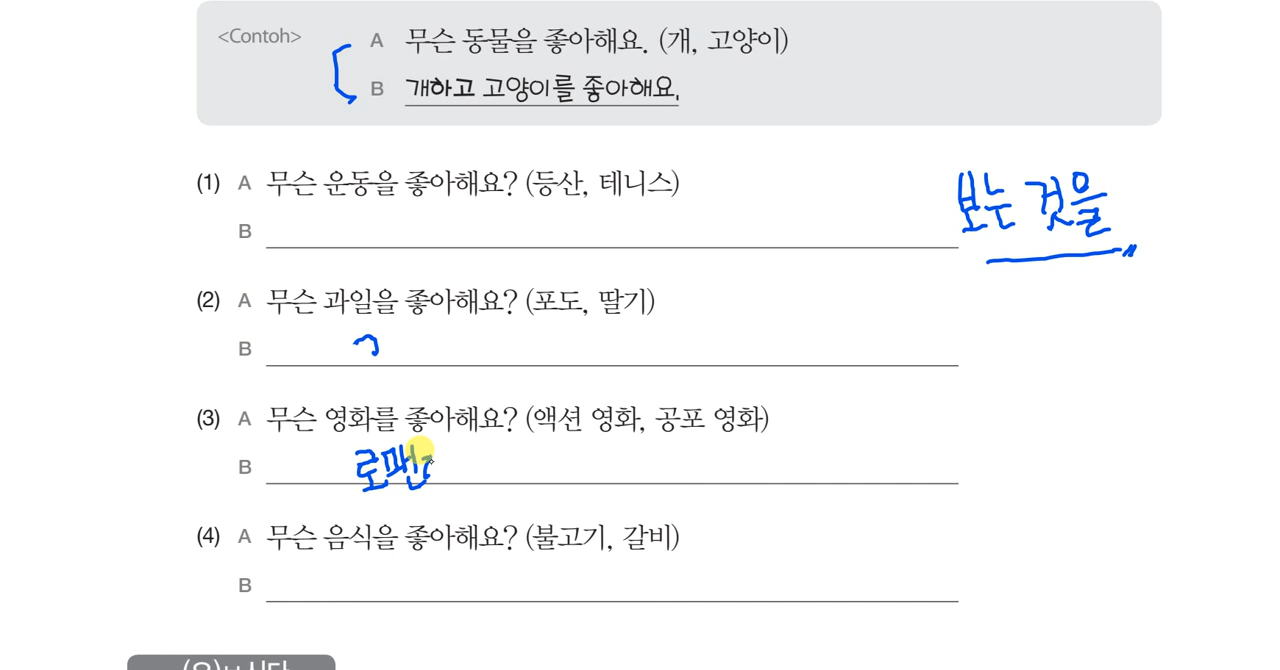 <Contoh> A 무슨 동물을 좋아해요. (개, 고양이)
B 개하고 고양이를 좋아해요.
(1) A 무슨 운동을 좋아해요? (등산, 테니스)
보는 것을
B
(2) A 무슨 과일을 좋아해요? (포도, 딸기)
B
(3) A 무슨 영화를 좋아해요? (액션 영화, 공포 영화)
B
(4) A 무슨 음식을 좋아해요? (불고기, 갈비)
B